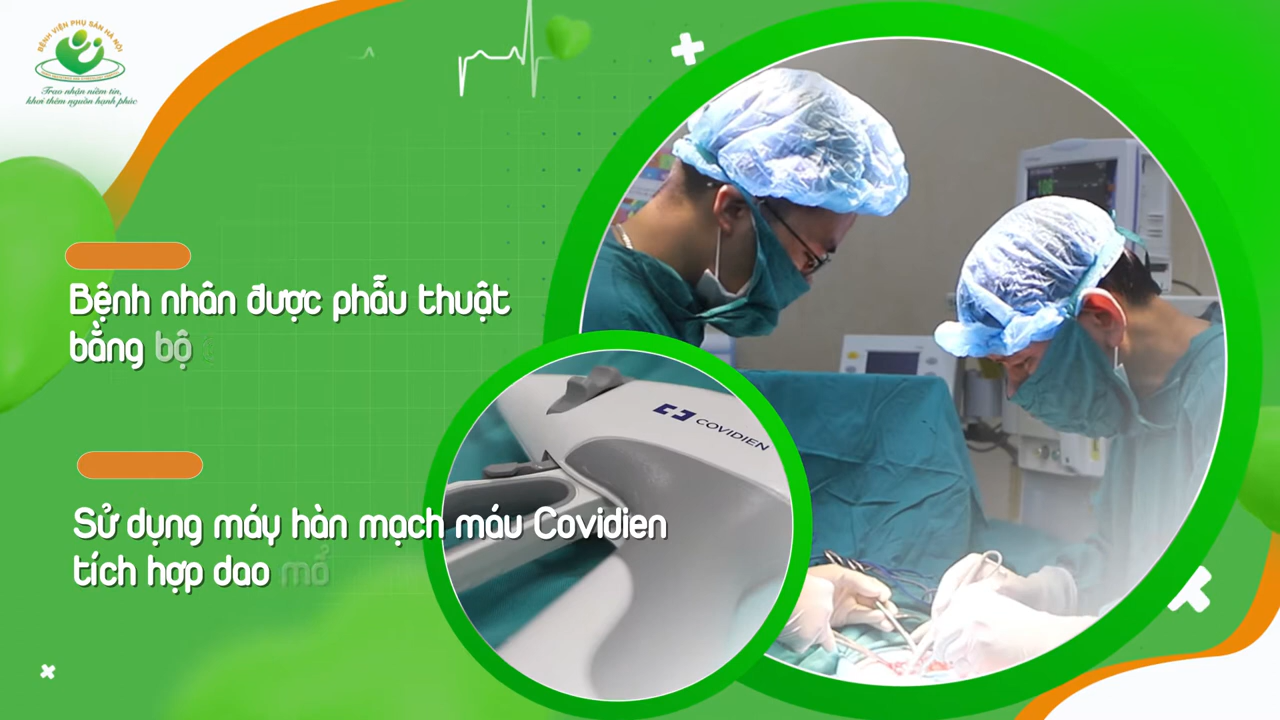 BỆNH VIỆN PHỤ SẢN HÀ NỘI
Trao nhận niềm tin,
khơi thêm nguồn hạnh phúc
Bệnh nhân được phẫu thuật
bằng bộ
Sử dụng máy hàn mạch máu Covidien
tích hợp dao mổ
COVIDIEN
108